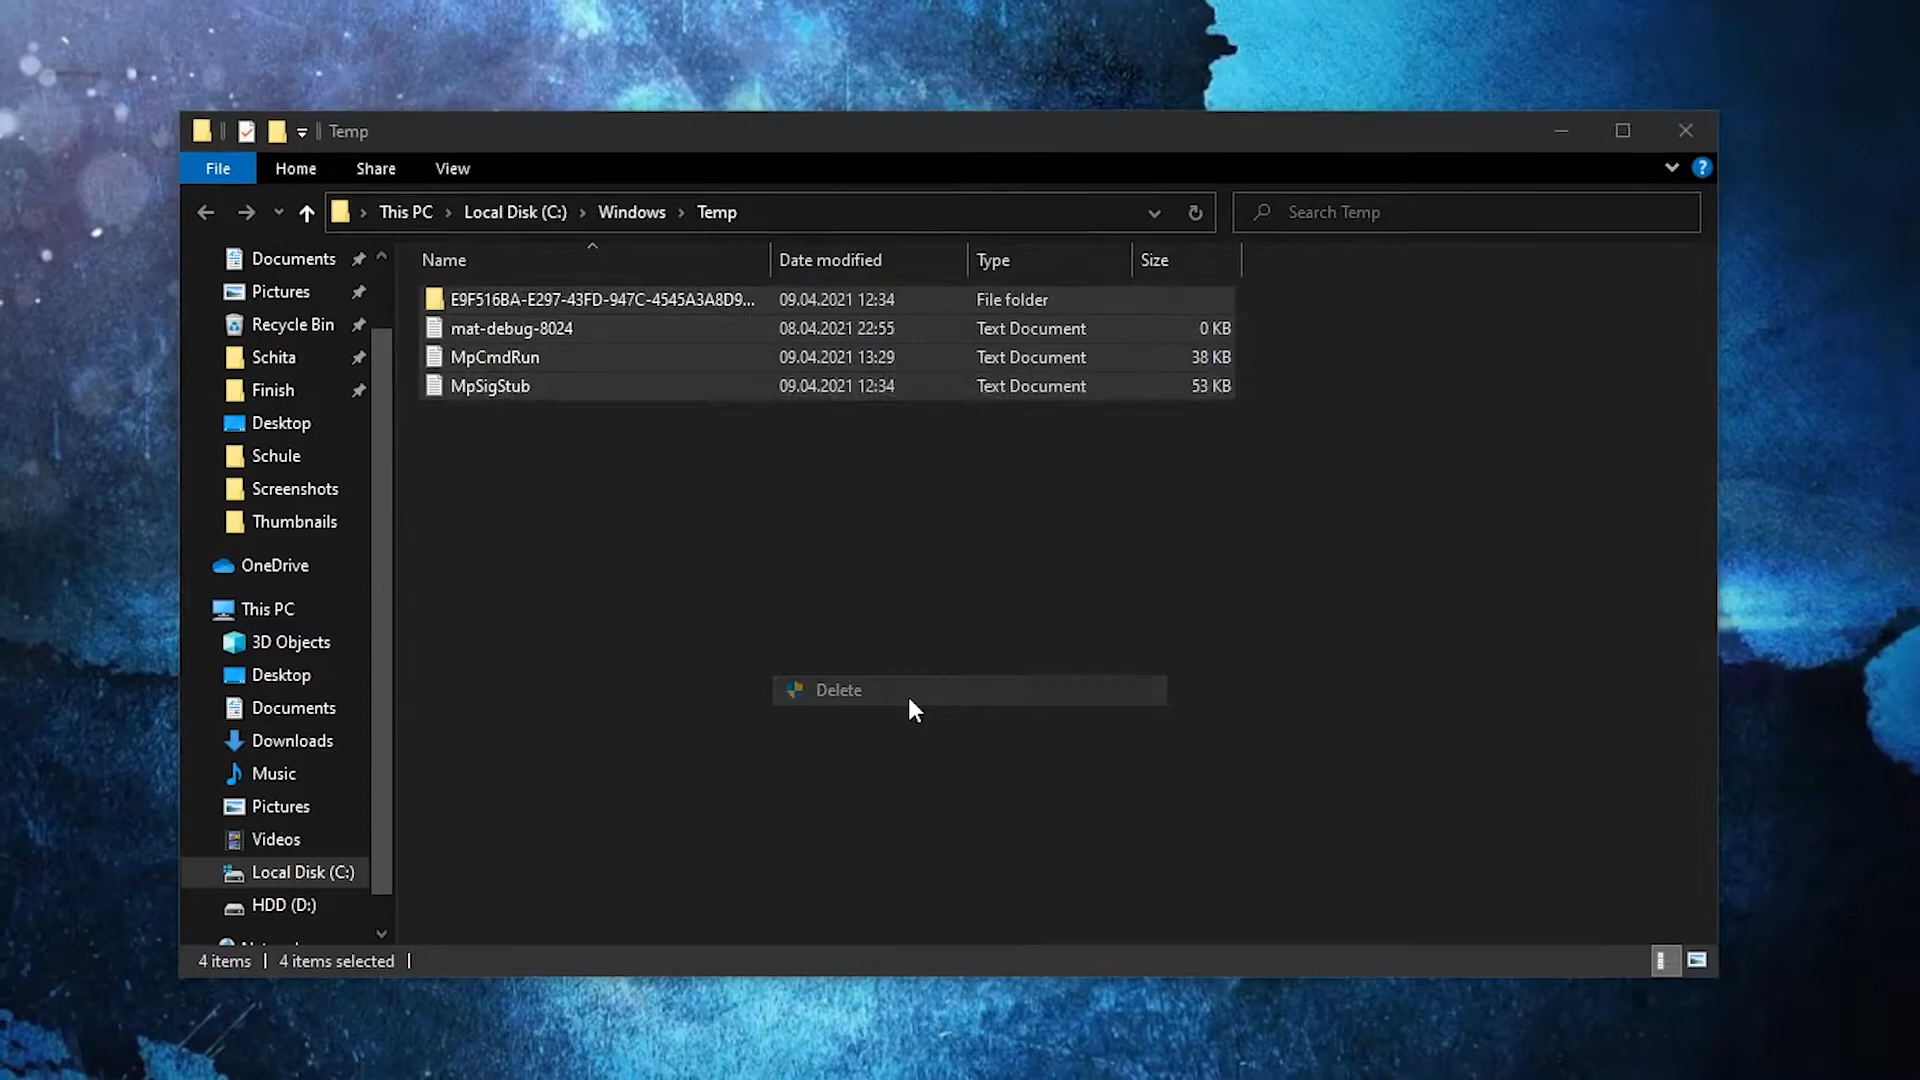 Temp
File Home Share View
This PC Local Disk (C:) Windows Temp
Search Temp
Name Date modified Type Size
E9F516BA-E297-43FD-947C-4545A3A8D9... 09.04.2021 12:34 File folder
mat-debug-8024 08.04.2021 22:55 Text Document 0 KB
MpCmdRun 09.04.2021 13:29 Text Document 38 KB
MpSigStub 09.04.2021 12:34 Text Document 53 KB
Documents
Pictures
Recycle Bin
Schita
Finish
Desktop
Schule
Screenshots
Thumbnails
OneDrive
This PC
3D Objects
Desktop
Documents
Downloads
Music
Pictures
Videos
Local Disk (C:)
HDD (D:)
Delete
4 items 4 items selected